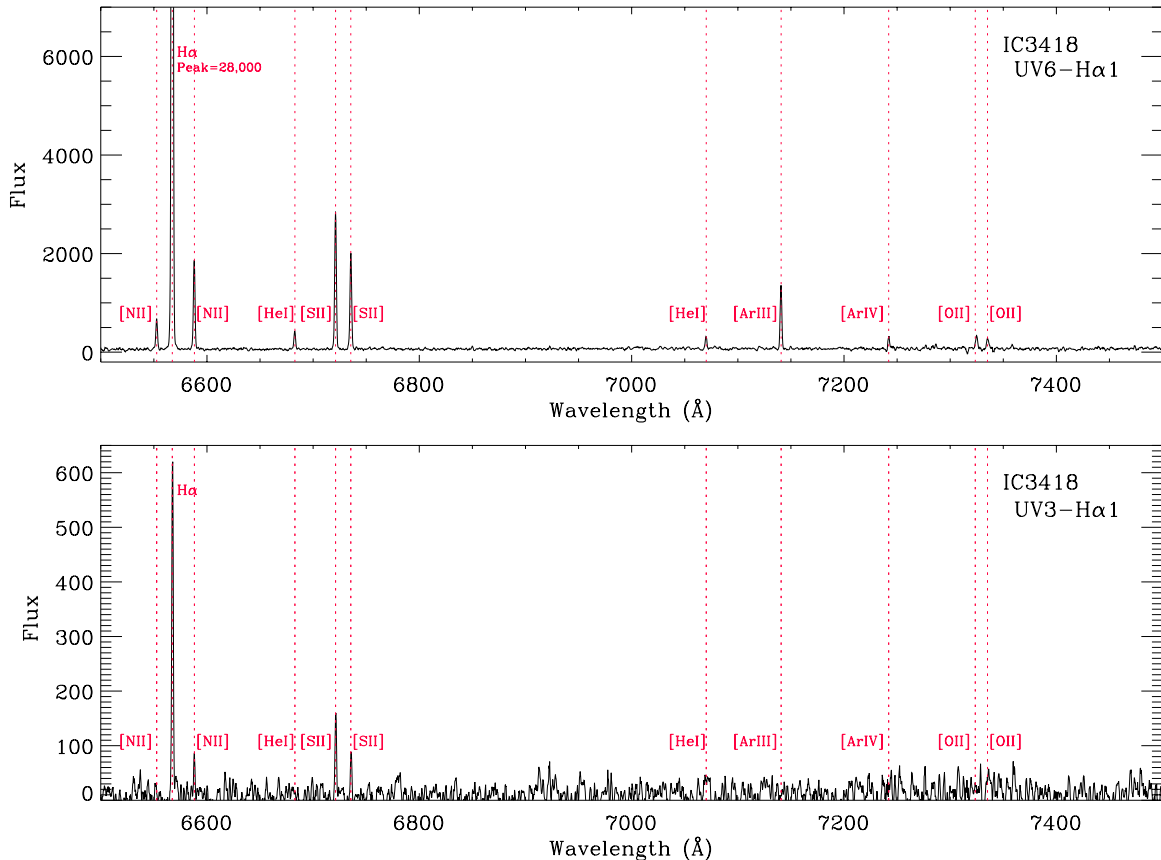 6000
4000
2000
0
Flux
Hα
Peak=28,000
IC3418
UV6-Hα1
[NII] [NII] [HeI] [SII] [SII] [HeI] [ArIII] [ArIV] [OII] [OII]
6600 6800 7000 7200 7400
Wavelength (Å)
600
500
400
300
200
100
0
Flux
Hα
IC3418
UV3-Hα1
[NII] [NII] [HeI] [SII] [SII] [HeI] [ArIII] [ArIV] [OII] [OII]
6600 6800 7000 7200 7400
Wavelength (Å)